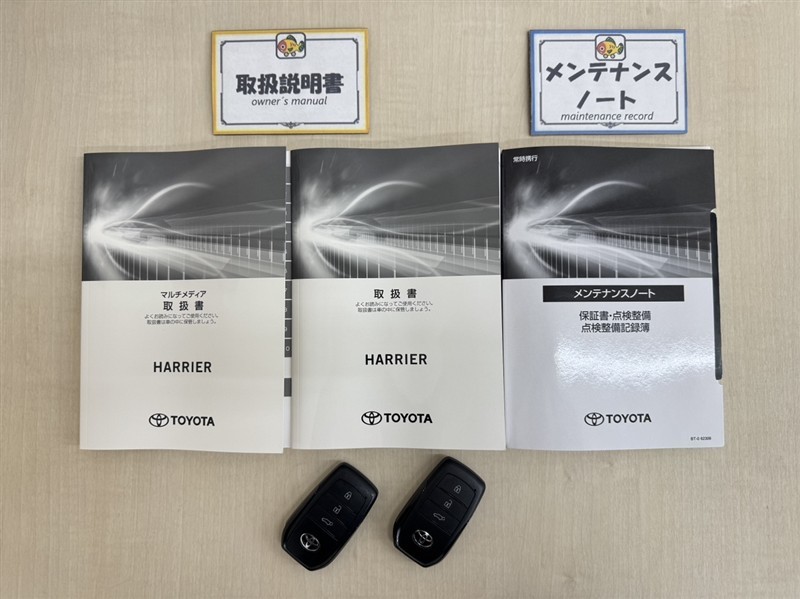 取扱説明書
owner's manual
メンテナンス
ノート
maintenance record
マルチメディア
取扱書
よくお読みになってご使用ください。
取扱書は車の中に保管しましょう。
HARRIER
TOYOTA
取扱書
よくお読みになってご使用ください。
取扱書は車の中に保管しましょう。
HARRIER
TOYOTA
常時携行
メンテナンスノート
保証書・点検整備
点検整備記録簿
TOYOTA